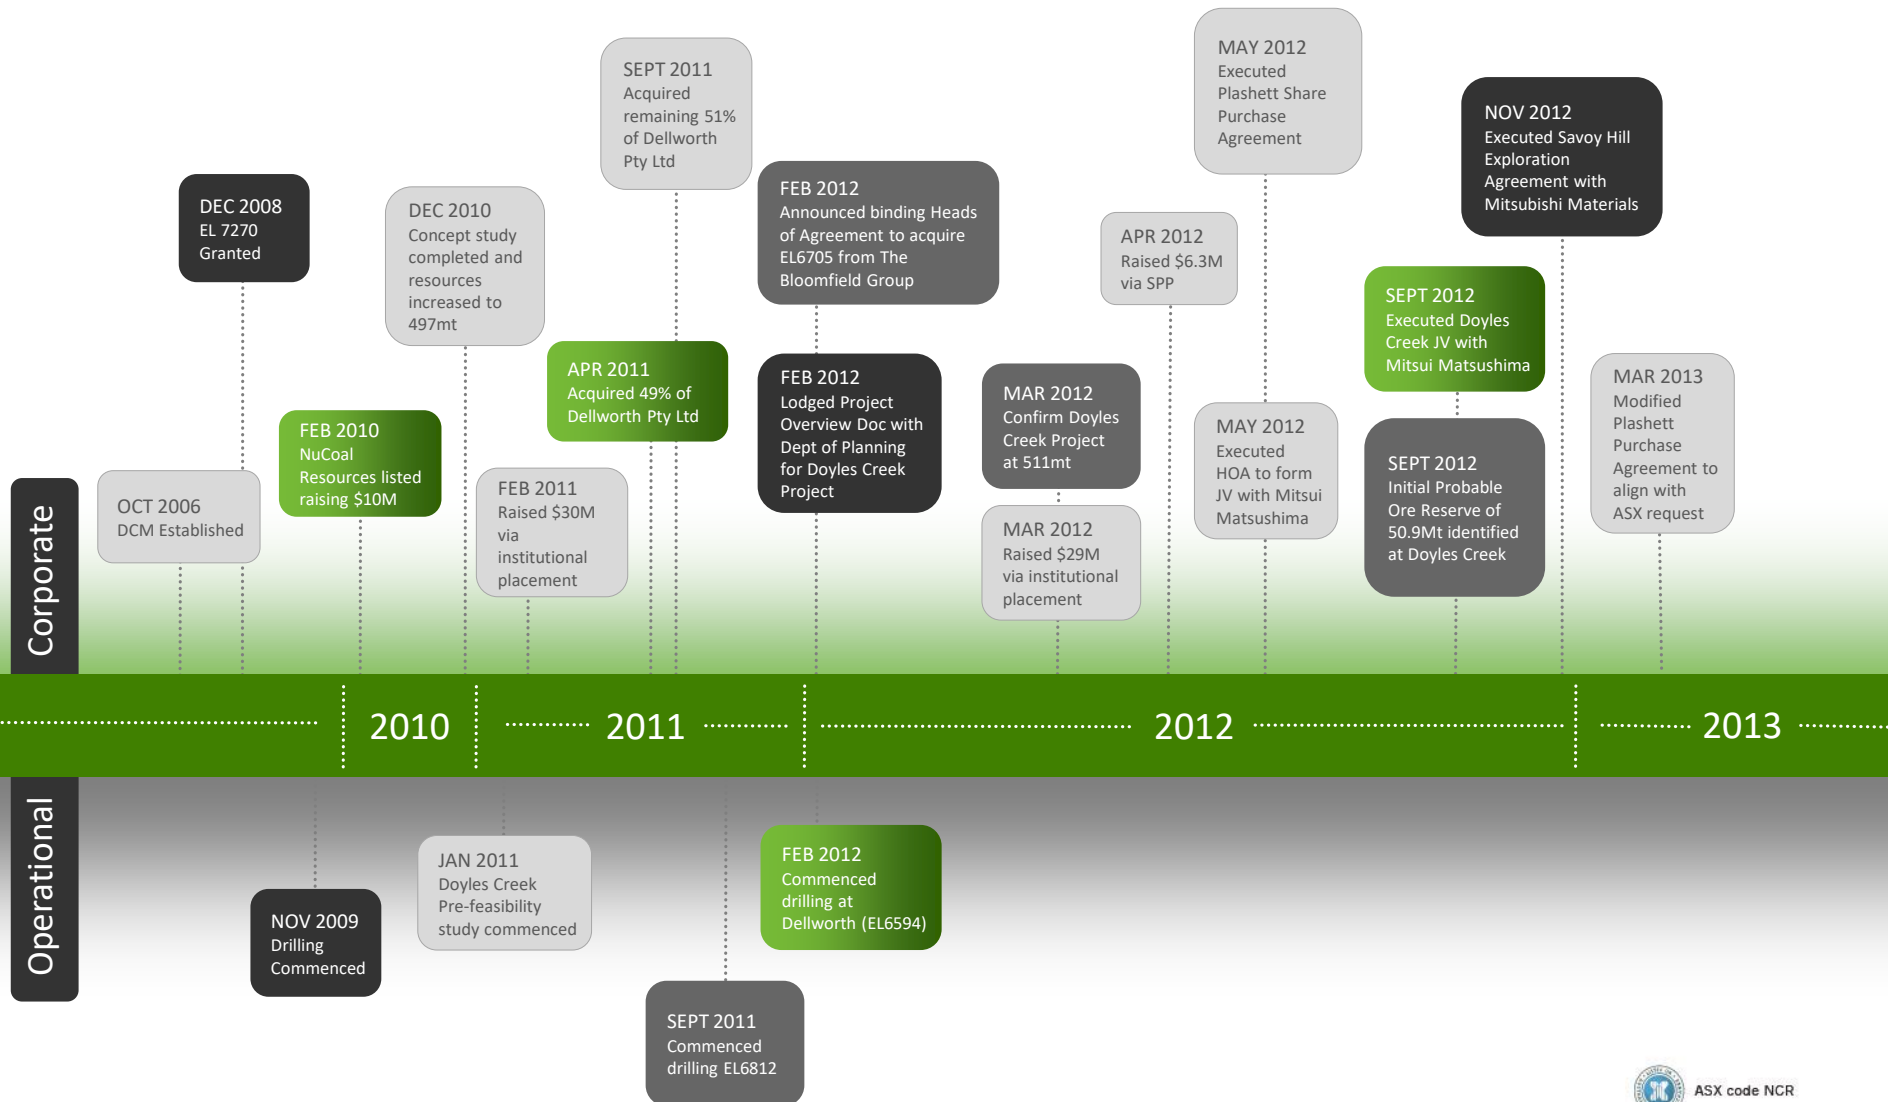 MAY 2012
Executed
Plashett Share
Purchase
Agreement
SEPT 2011
Acquired
remaining 51%
of Dellworth
Pty Ltd
NOV 2012
Executed Savoy Hill
Exploration
Agreement with
Mitsubishi Materials
DEC 2008
EL 7270
Granted
DEC 2010
Concept study
completed and
resources
increased to
497mt
FEB 2012
Announced binding Heads
of Agreement to acquire
EL6705 from The
Bloomfield Group
APR 2012
Raised $6.3M
via SPP
SEPT 2012
Executed Doyles
Creek JV with
Mitsui Matsushima
APR 2011
Acquired 49% of
Dellworth Pty Ltd
FEB 2012
Lodged Project
Overview Doc with
Dept of Planning
for Doyles Creek
Project
MAR 2012
Confirm Doyles
Creek Project
at 511mt
MAR 2013
Modified
Plashett
Purchase
Agreement to
align with
ASX request
FEB 2010
NuCoal
Resources listed
raising $10M
MAY 2012
Executed
HOA to form
JV with Mitsui
Matsushima
SEPT 2012
Initial Probable
Ore Reserve of
50.9Mt identified
at Doyles Creek
OCT 2006
DCM Established
FEB 2011
Raised $30M
via
institutional
placement
MAR 2012
Raised $29M
via institutional
placement
Corporate
2010
2011
2012
2013
Operational
JAN 2011
Doyles Creek
Pre-feasibility
study commenced
FEB 2012
Commenced
drilling at
Dellworth (EL6594)
NOV 2009
Drilling
Commenced
SEPT 2011
Commenced
drilling EL6812
ASX code NCR